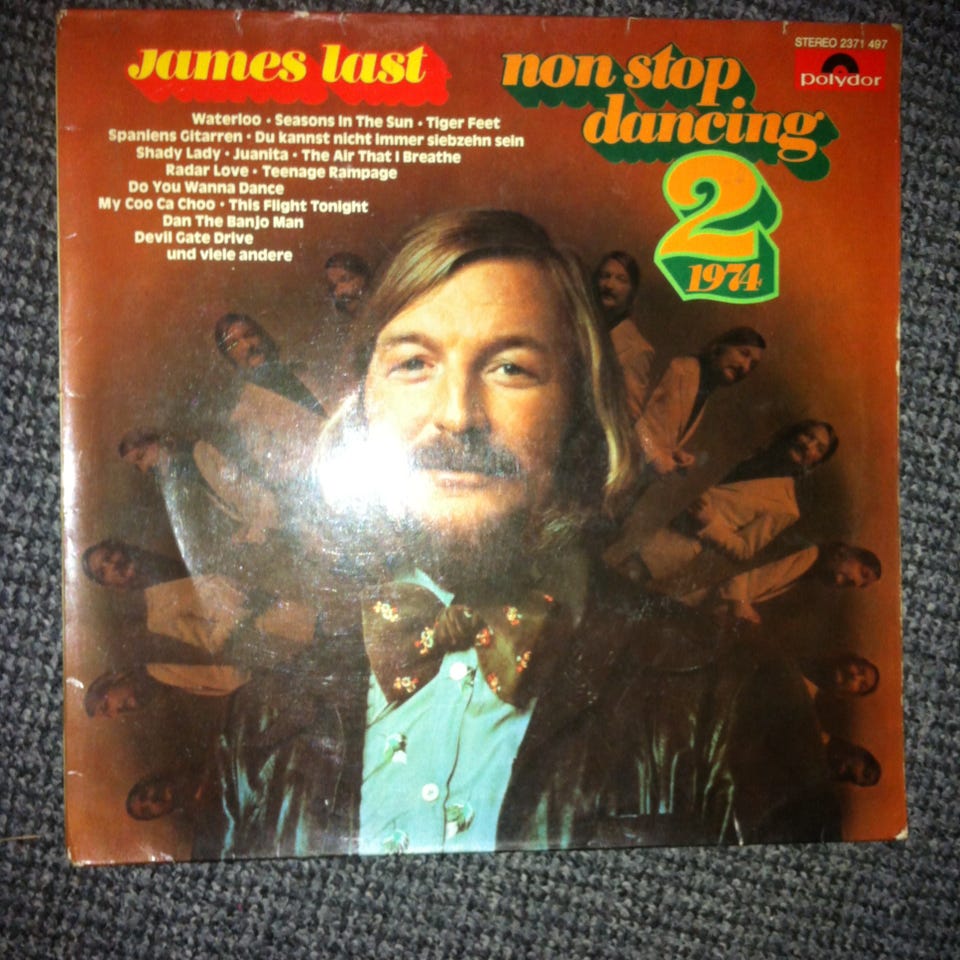 STEREO 2371 497
polydor
james last
non stop
dancing
2
1974
Waterloo • Seasons In The Sun • Tiger Feet
Spaniens Gitarren • Du kannst nicht immer siebzehn sein
Shady Lady • Juanita • The Air That I Breathe
Radar Love • Teenage Rampage
Do You Wanna Dance
My Coo Ca Choo • This Flight Tonight
Dan The Banjo Man
Devil Gate Drive
und viele andere